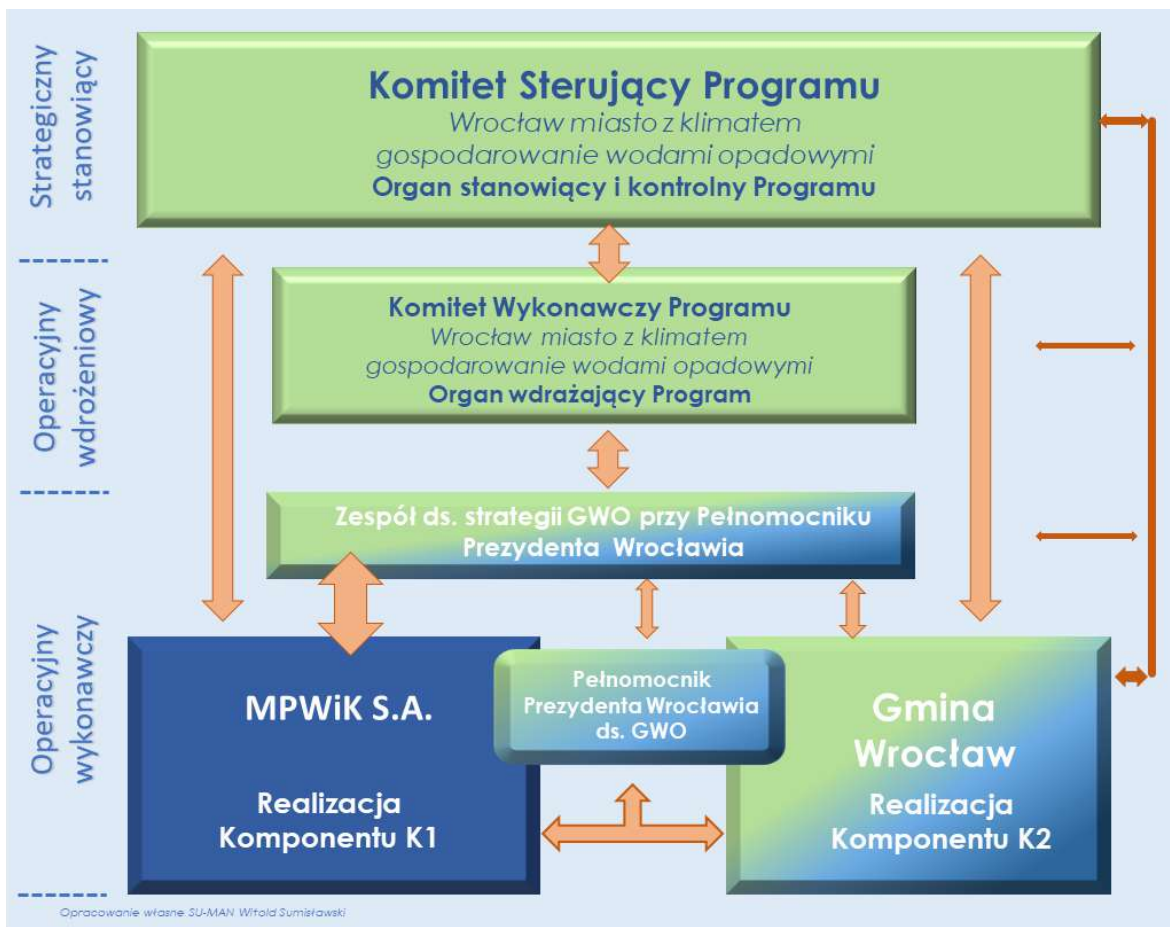 Strategiczny
stanowiący
Komitet Sterujący Programu
Wrocław miasto z klimatem
gospodarowanie wodami opadowymi
Organ stanowiący i kontrolny Programu
Operacyjny
wdrożeniowy
Komitet Wykonawczy Programu
Wrocław miasto z klimatem
gospodarowanie wodami opadowymi
Organ wdrażający Program
Zespół ds. strategii GWO przy Pełnomocniku
Prezydenta Wrocławia
Operacyjny
wykonawczy
MPWiK S.A.
Realizacja
Komponentu K1
Pełnomocnik
Prezydenta Wrocławia
ds. GWO
Gmina
Wrocław
Realizacja
Komponentu K2
Opracowanie własne SU-MAN Witold Sumisławski